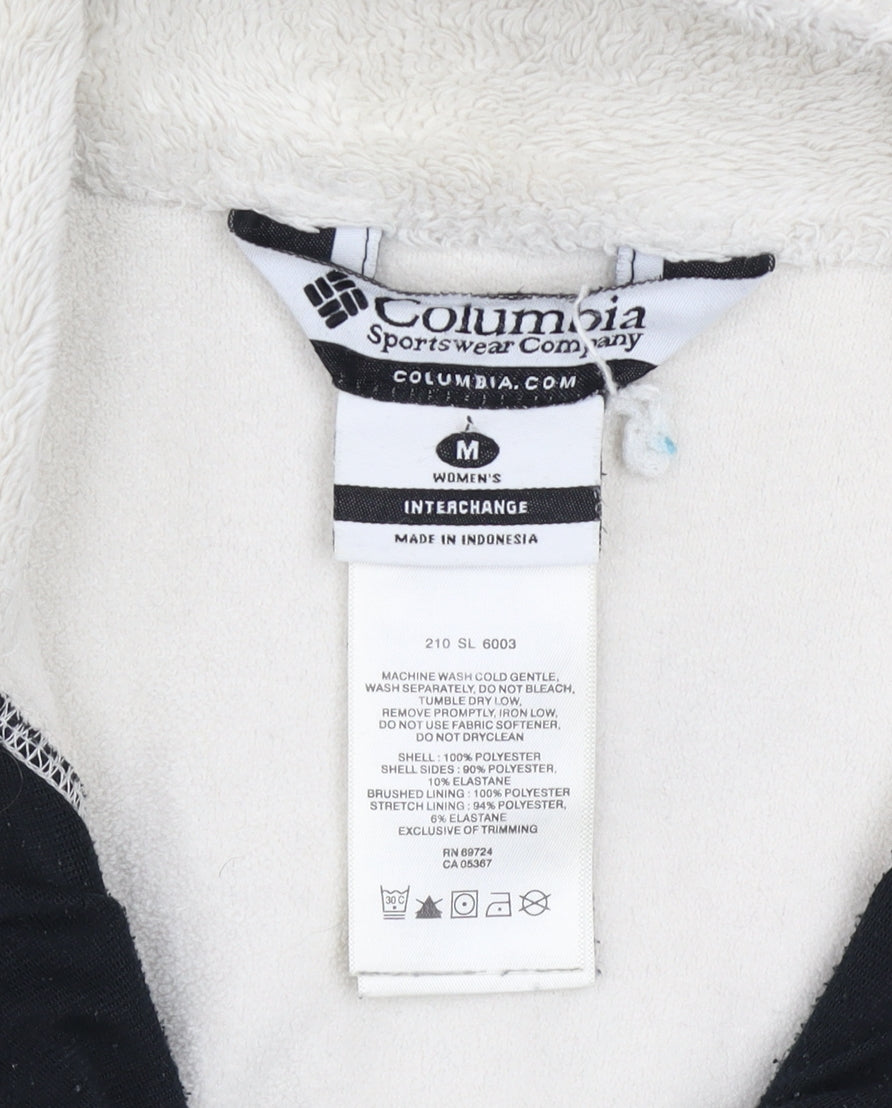 Columbia
Sportswear Company
COLUMBIA.COM
M
WOMEN'S
INTERCHANGE
MADE IN INDONESIA
210 SL 6003
MACHINE WASH COLD GENTLE,
WASH SEPARATELY, DO NOT BLEACH,
TUMBLE DRY LOW,
REMOVE PROMPTLY, IRON LOW,
DO NOT USE FABRIC SOFTENER,
DO NOT DRYCLEAN
SHELL : 100% POLYESTER
SHELL SIDES : 90% POLYESTER,
10% ELASTANE
BRUSHED LINING : 100% POLYESTER
STRETCH LINING : 94% POLYESTER,
6% ELASTANE
EXCLUSIVE OF TRIMMING
RN 69724
CA 05367
30 C